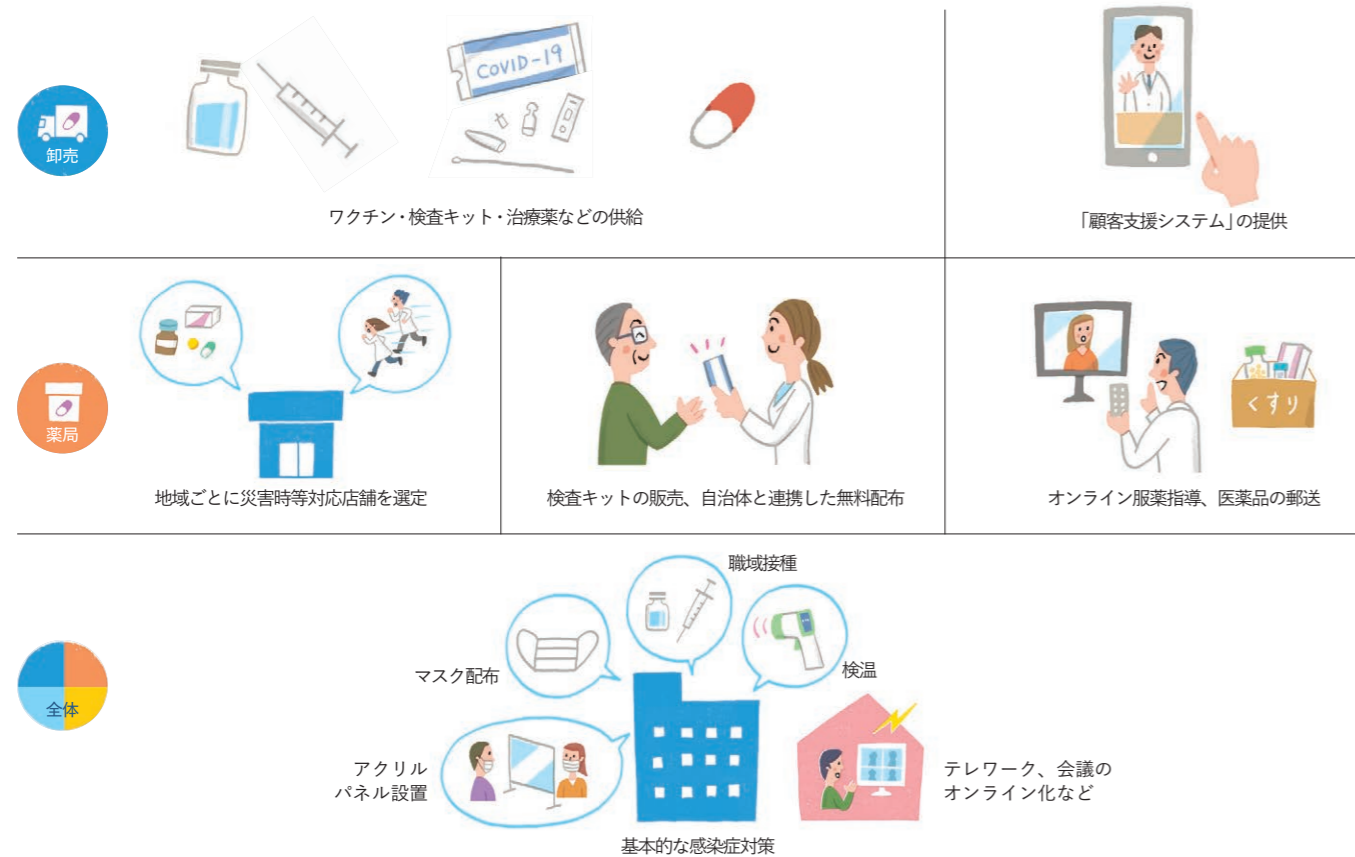 卸売
COVID-19
ワクチン・検査キット・治療薬などの供給
「顧客支援システム」の提供
薬局
地域ごとに災害時等対応店舗を選定
検査キットの販売、自治体と連携した無料配布
くすり
オンライン服薬指導、医薬品の郵送
全体
職域接種
マスク配布
検温
アクリル
パネル設置
テレワーク、会議の
オンライン化など
基本的な感染症対策